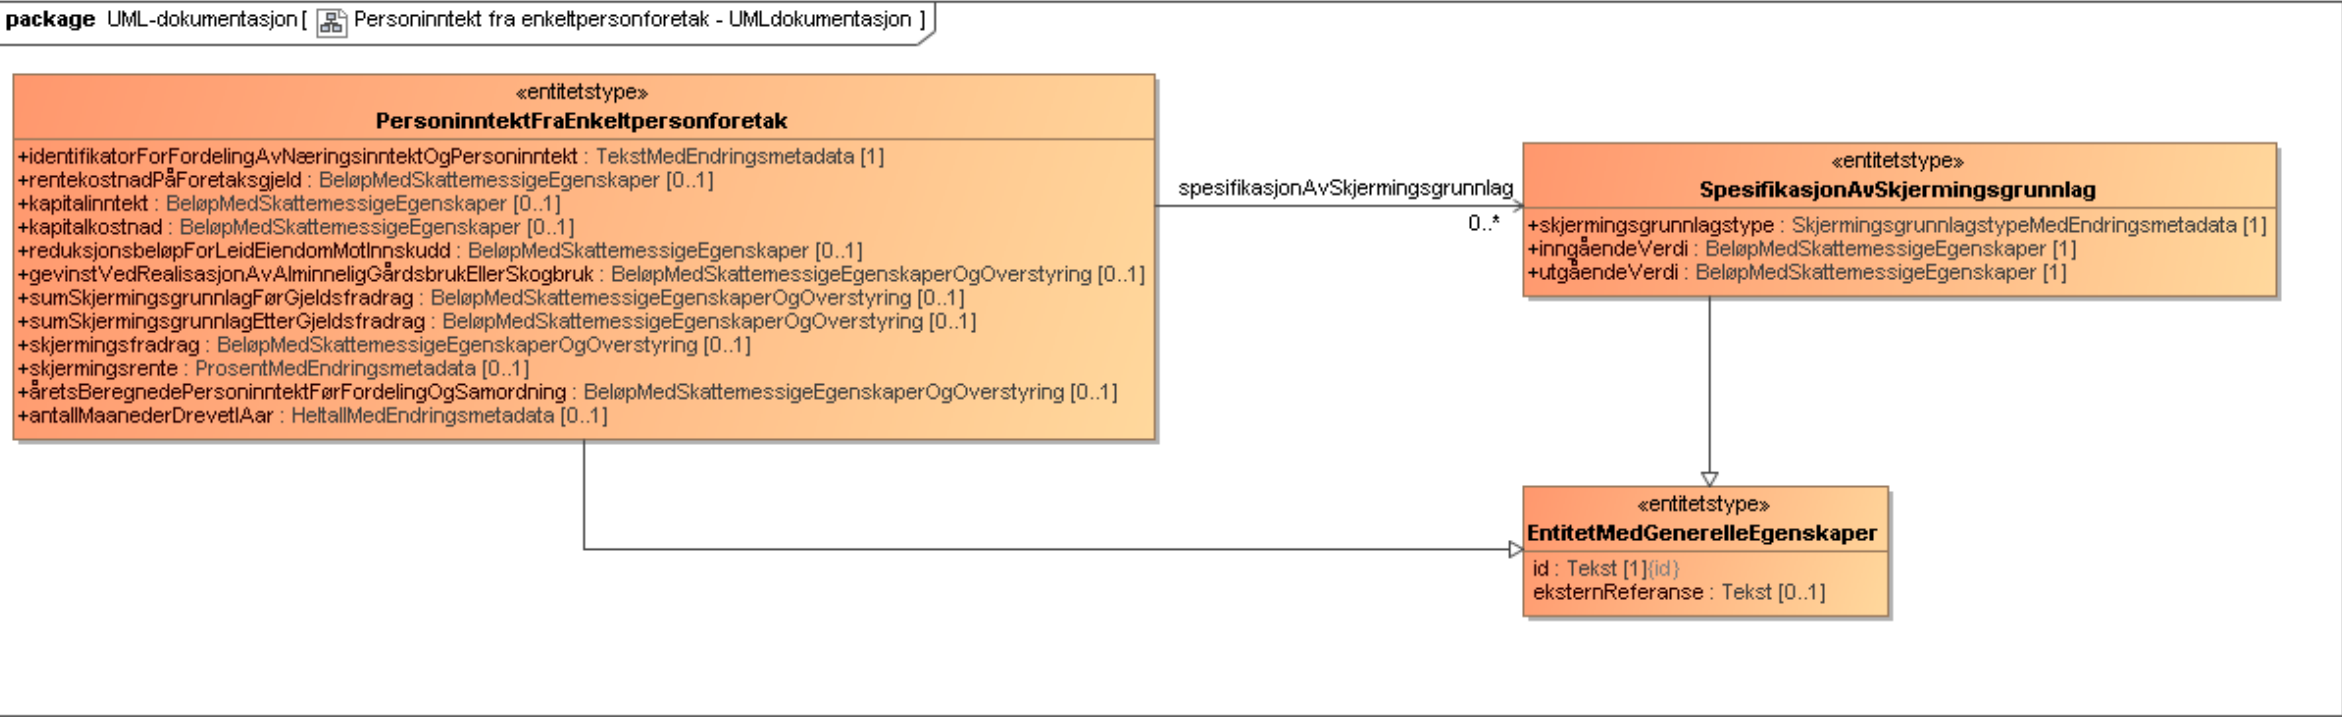 package UML-dokumentasjon [ Personinntekt fra enkeltpersonforetak - UMLdokumentasjon ]
«entitetstype»
PersoninntektFraEnkeltpersonforetak
+identifikatorForFordelingAvNæringsinntektOgPersoninntekt : TekstMedEndringsmetadata [1]
+rentekostnadPåForetaksgjeld : BeløpMedSkattemessigeEgenskaper [0..1]
+kapitalinntekt : BeløpMedSkattemessigeEgenskaper [0..1]
+kapitalkostnad : BeløpMedSkattemessigeEgenskaper [0..1]
+reduksjonsbeløpForLeidEiendomMotInnskudd : BeløpMedSkattemessigeEgenskaper [0..1]
+gevinstVedRealisasjonAvAlminneligGårdsbrukEllerSkogbruk : BeløpMedSkattemessigeEgenskaperOgOverstyring [0..1]
+sumSkjermingsgrunnlagFørGjeldsfradrag : BeløpMedSkattemessigeEgenskaperOgOverstyring [0..1]
+sumSkjermingsgrunnlagEtterGjeldsfradrag : BeløpMedSkattemessigeEgenskaperOgOverstyring [0..1]
+skjermingsfradrag : BeløpMedSkattemessigeEgenskaperOgOverstyring [0..1]
+skjermingsrente : ProsentMedEndringsmetadata [0..1]
+åretsBeregnedePersoninntektFørFordelingOgSamordning : BeløpMedSkattemessigeEgenskaperOgOverstyring [0..1]
+antallMaanederDrevetIAar : HeltallMedEndringsmetadata [0..1]
spesifikasjonAvSkjermingsgrunnlag
0..*
«entitetstype»
SpesifikasjonAvSkjermingsgrunnlag
+skjermingsgrunnlagstype : SkjermingsgrunnlagstypeMedEndringsmetadata [1]
+inngåendeVerdi : BeløpMedSkattemessigeEgenskaper [1]
+utgåendeVerdi : BeløpMedSkattemessigeEgenskaper [1]
«entitetstype»
EntitetMedGenerelleEgenskaper
id : Tekst [1]{id}
eksternReferanse : Tekst [0..1]